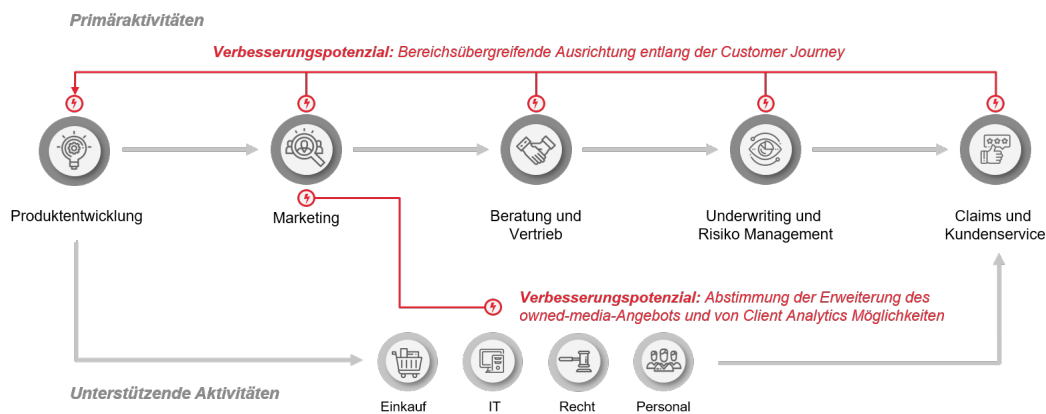 Primäraktivitäten
Verbesserungspotenzial: Bereichsübergreifende Ausrichtung entlang der Customer Journey
Produktentwicklung
Marketing
Beratung und
Vertrieb
Underwriting und
Risiko Management
Claims und
Kundenservice
Verbesserungspotenzial: Abstimmung der Erweiterung des
owned-media-Angebots und von Client Analytics Möglichkeiten
Unterstützende Aktivitäten
Einkauf
IT
Recht
Personal